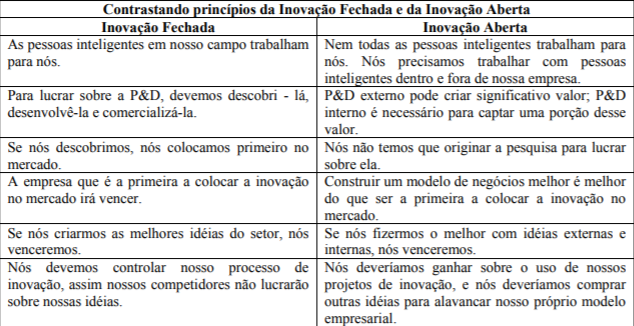 Contrastando princípios da Inovação Fechada e da Inovação Aberta
Inovação Fechada
Inovação Aberta
As pessoas inteligentes em nosso campo trabalham
para nós.
Nem todas as pessoas inteligentes trabalham para
nós. Nós precisamos trabalhar com pessoas
inteligentes dentro e fora de nossa empresa.
Para lucrar sobre a P&D, devemos descobri - lá,
desenvolvê-la e comercializá-la.
P&D externo pode criar significativo valor; P&D
interno é necessário para captar uma porção desse
valor.
Se nós descobrimos, nós colocamos primeiro no
mercado.
Nós não temos que originar a pesquisa para lucrar
sobre ela.
A empresa que é a primeira a colocar a inovação
no mercado irá vencer.
Construir um modelo de negócios melhor é melhor
do que ser a primeira a colocar a inovação no
mercado.
Se nós criarmos as melhores idéias do setor, nós
venceremos.
Se nós fizermos o melhor com idéias externas e
internas, nós venceremos.
Nós devemos controlar nosso processo de
inovação, assim nossos competidores não lucrarão
sobre nossas idéias.
Nós deveríamos ganhar sobre o uso de nossos
projetos de inovação, e nós deveríamos comprar
outras idéias para alavancar nosso próprio modelo
empresarial.